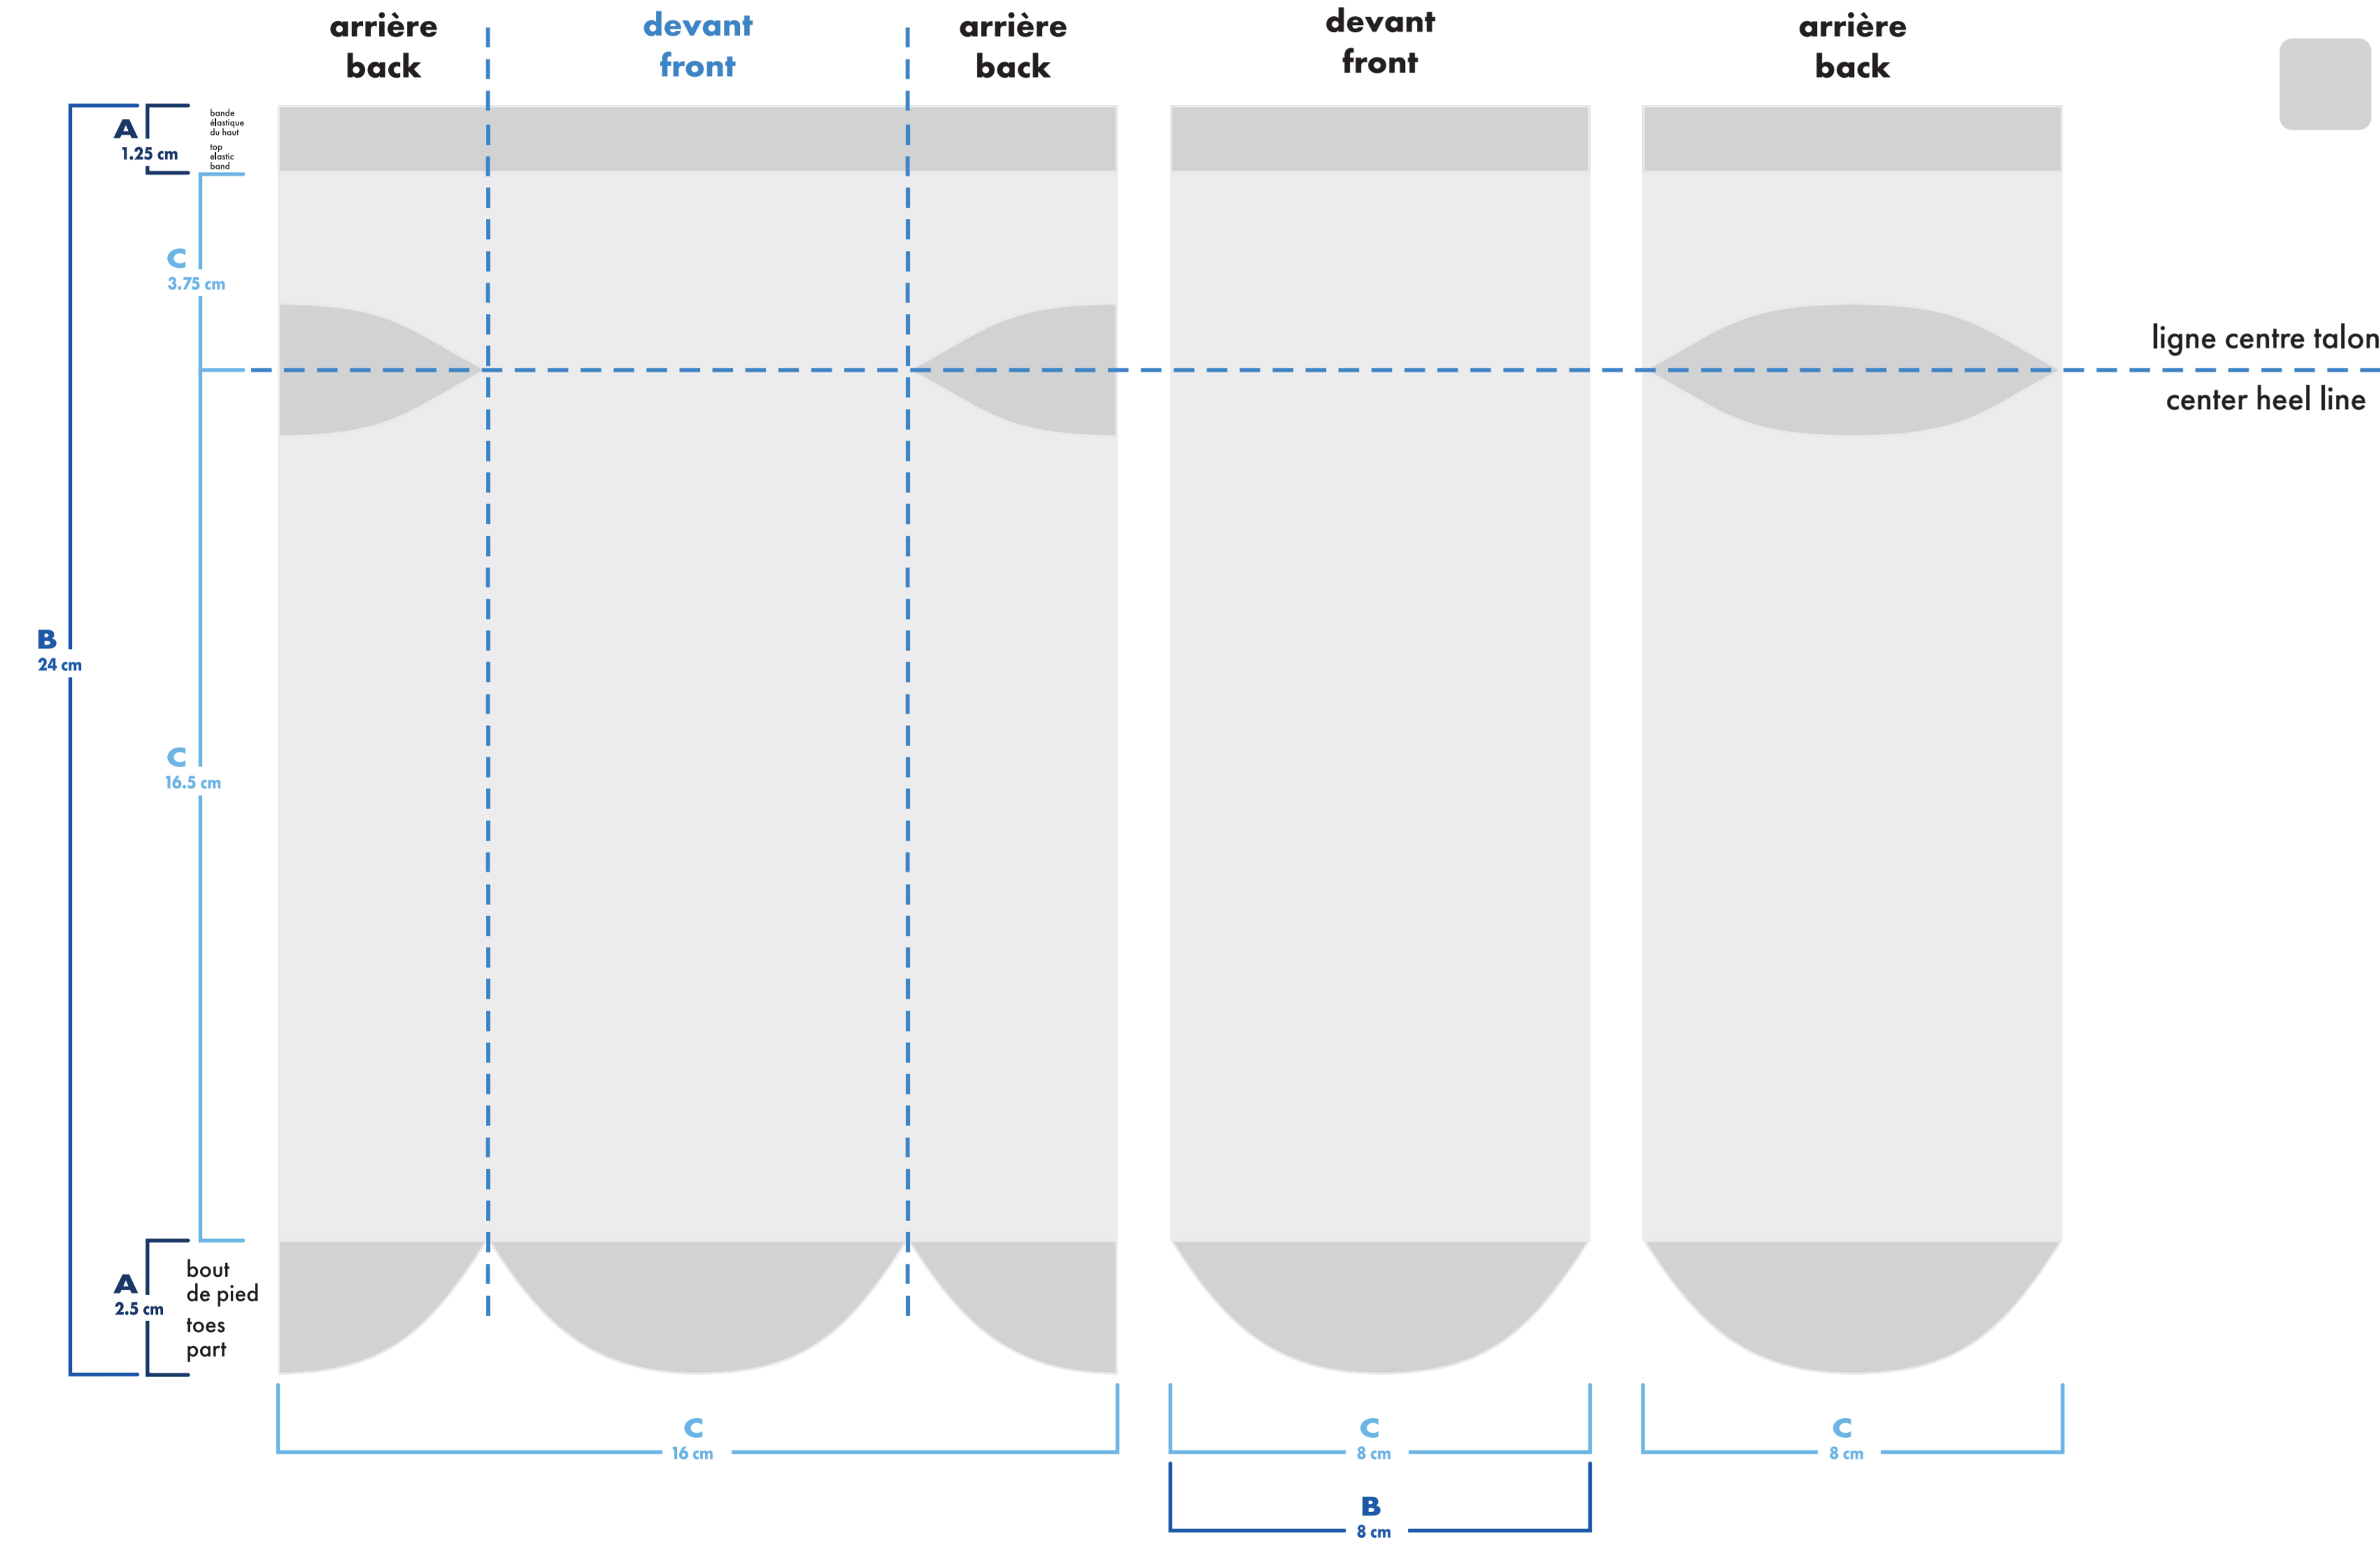 arrière
back
devant
front
arrière
back
devant
front
arrière
back
A
1.25 cm
bande
élastique
du haut
top
elastic
band
C
3.75 cm
ligne centre talon
center heel line
B
24 cm
C
16.5 cm
A
2.5 cm
bout
de pied
toes
part
C
16 cm
C
8 cm
C
8 cm
B
8 cm